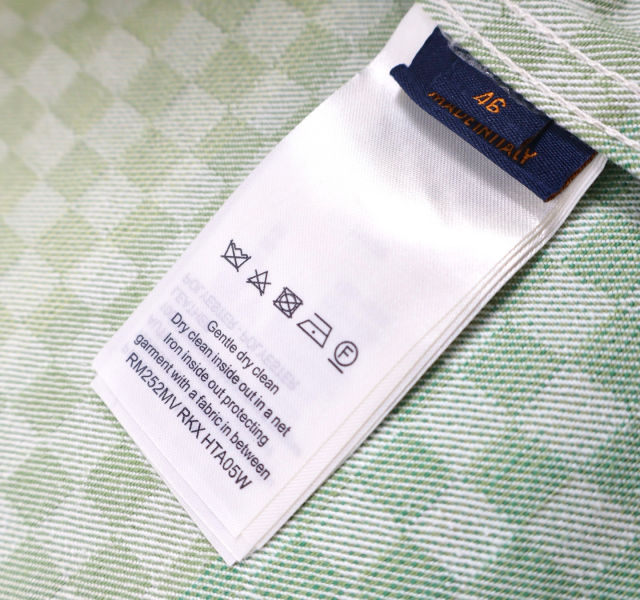 46
MADE IN ITALY
F
Gentle dry clean
Dry clean inside out in a net
Iron inside out protecting
garment with a fabric in between
RM252MV RKX HTA05W